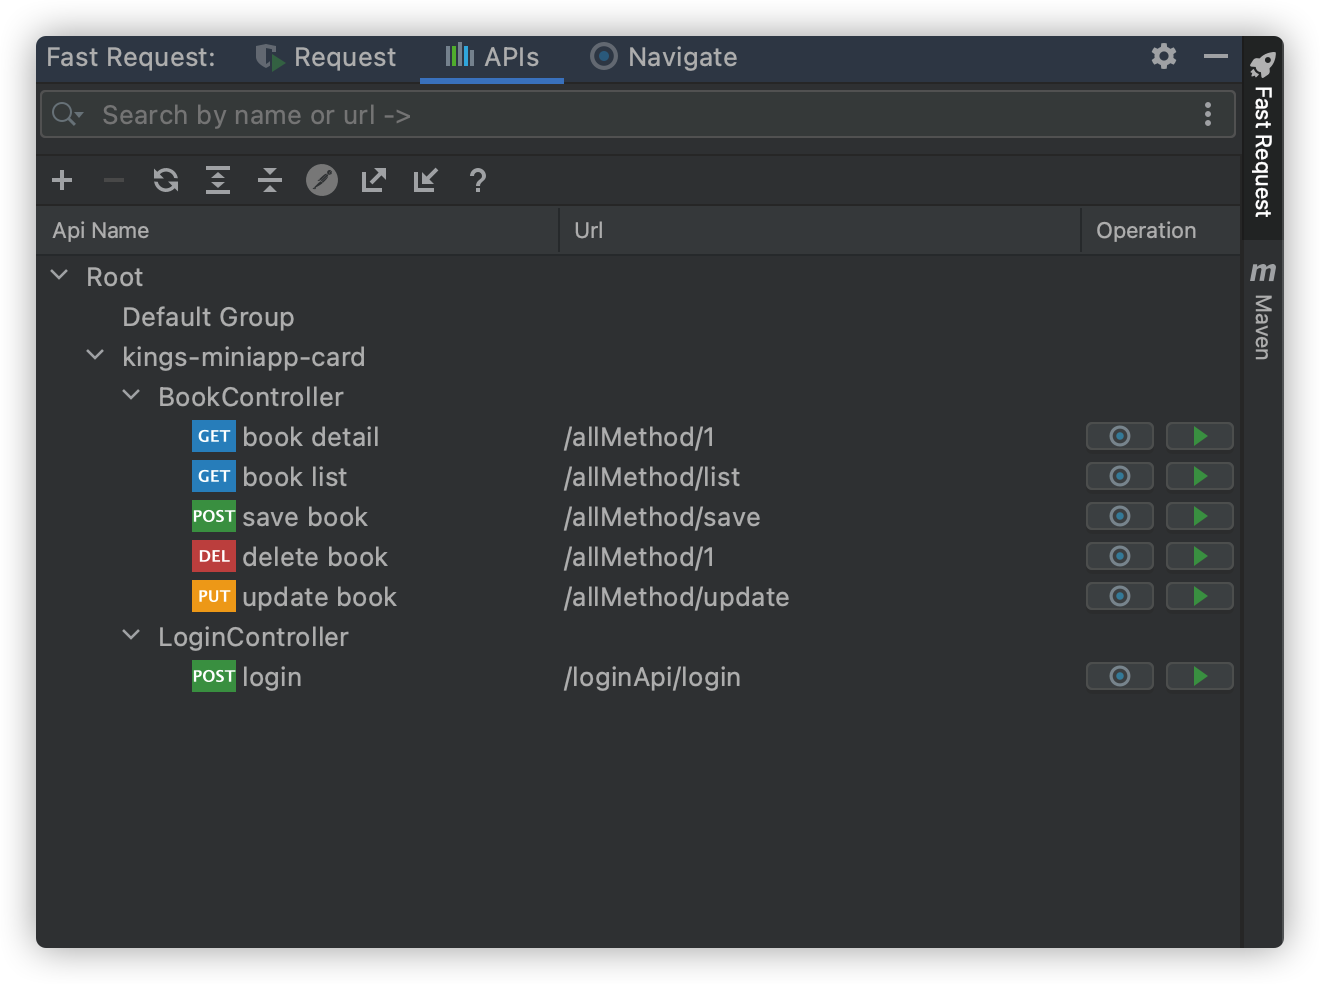 Fast Request: Request APIs Navigate
Search by name or url ->
Api Name Url Operation
Root
Default Group
kings-miniapp-card
BookController
GET book detail /allMethod/1
GET book list /allMethod/list
POST save book /allMethod/save
DEL delete book /allMethod/1
PUT update book /allMethod/update
LoginController
POST login /loginApi/login
Fast Request
m Maven